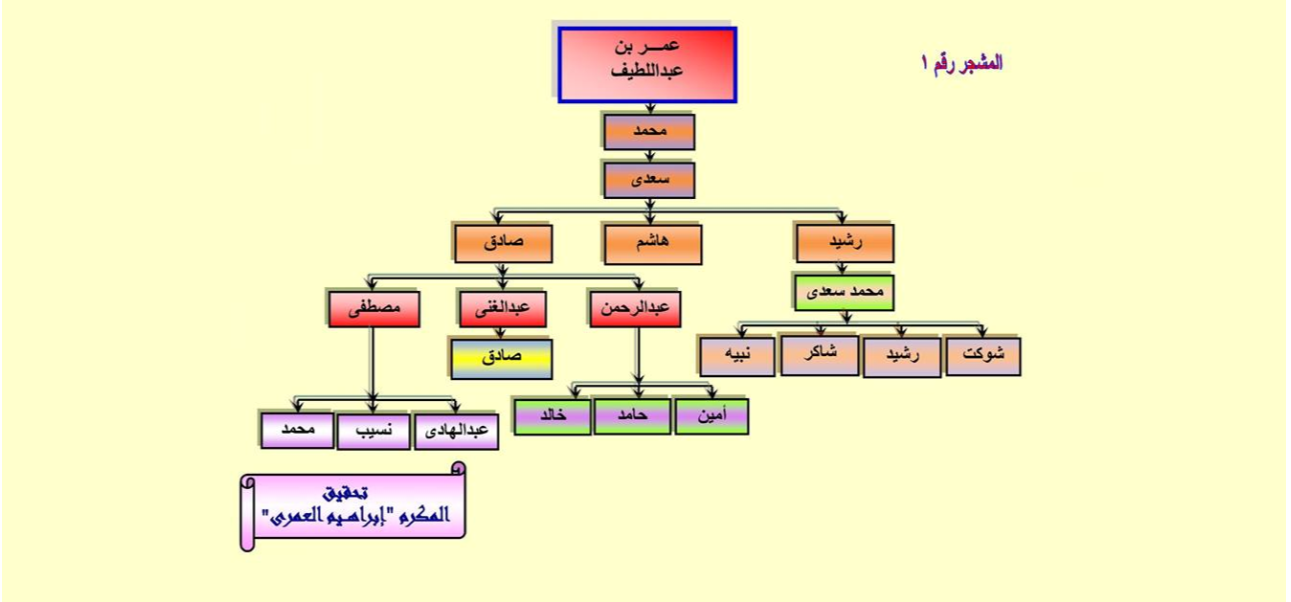 المشجر رقم ١
عمـــر بن
عبداللطيف
محمد
سعدى
رشيد
هاشم
صادق
محمد سعدى
عبدالرحمن
عبدالغنى
مصطفى
شوكت
رشيد
شاكر
نبيه
صادق
أمين
حامد
خالد
عبدالهادى
نسيب
محمد
تحقيق
المكرم "إبراهيم العمرى"